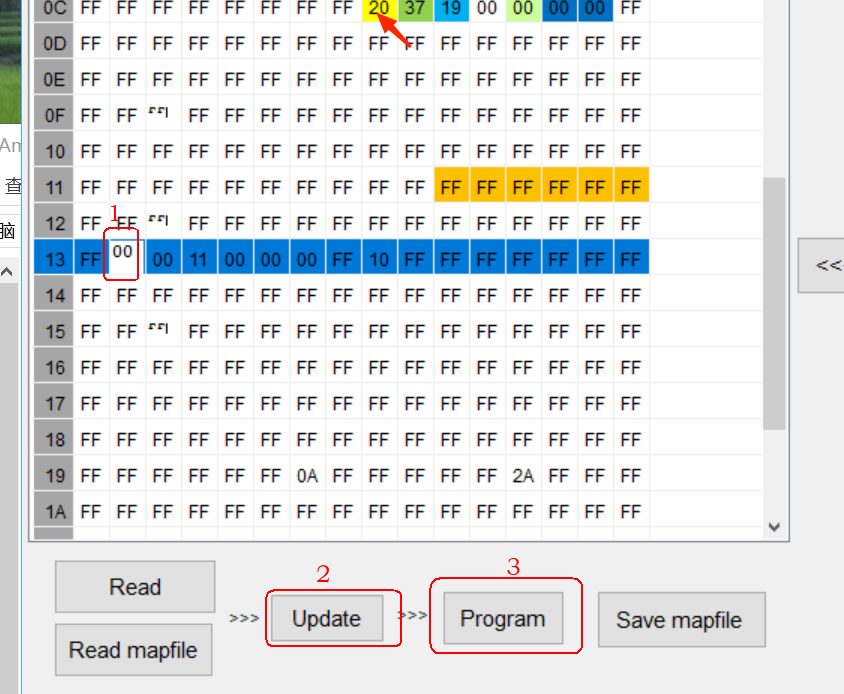 0C FF FF FF FF FF FF FF FF 20 37 19 00 00 00 00 FF
0D FF FF FF FF FF FF FF FF FF FF FF FF FF FF FF FF
0E FF FF FF FF FF FF FF FF FF FF FF FF FF FF FF FF
0F FF FF FF FF FF FF FF FF FF FF FF FF FF FF FF
Am
10 FF FF FF FF FF FF FF FF FF FF FF FF FF FF FF FF
查
11 FF FF FF FF FF FF FF FF FF FF FF FF FF FF FF FF
1
12 FF FF FF FF FF FF FF FF FF FF FF FF FF FF FF
脑
13 FF 00 00 11 00 00 00 FF 10 FF FF FF FF FF FF FF
<<
14 FF FF FF FF FF FF FF FF FF FF FF FF FF FF FF FF
15 FF FF FF FF FF FF FF FF FF FF FF FF FF FF FF
16 FF FF FF FF FF FF FF FF FF FF FF FF FF FF FF FF
17 FF FF FF FF FF FF FF FF FF FF FF FF FF FF FF FF
18 FF FF FF FF FF FF FF FF FF FF FF FF FF FF FF FF
19 FF FF FF FF FF FF 0A FF FF FF FF FF 2A FF FF FF
1A FF FF FF FF FF FF FF FF FF FF FF FF FF FF FF FF
2 3
Read >>> Update >>> Program Save mapfile
Read mapfile